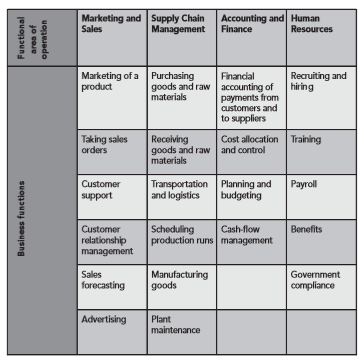 Functional
area of
operation
Marketing and
Sales
Supply Chain
Management
Accounting and
Finance
Human
Resources
Business functions
Marketing of a
product
Purchasing
goods and raw
materials
Financial
accounting of
payments from
customers and
to suppliers
Recruiting and
hiring
Taking sales
orders
Receiving
goods and raw
materials
Cost allocation
and control
Training
Customer
support
Transportation
and logistics
Planning and
budgeting
Payroll
Customer
relationship
management
Scheduling
production runs
Cash-flow
management
Benefits
Sales
forecasting
Manufacturing
goods
Government
compliance
Advertising
Plant
maintenance